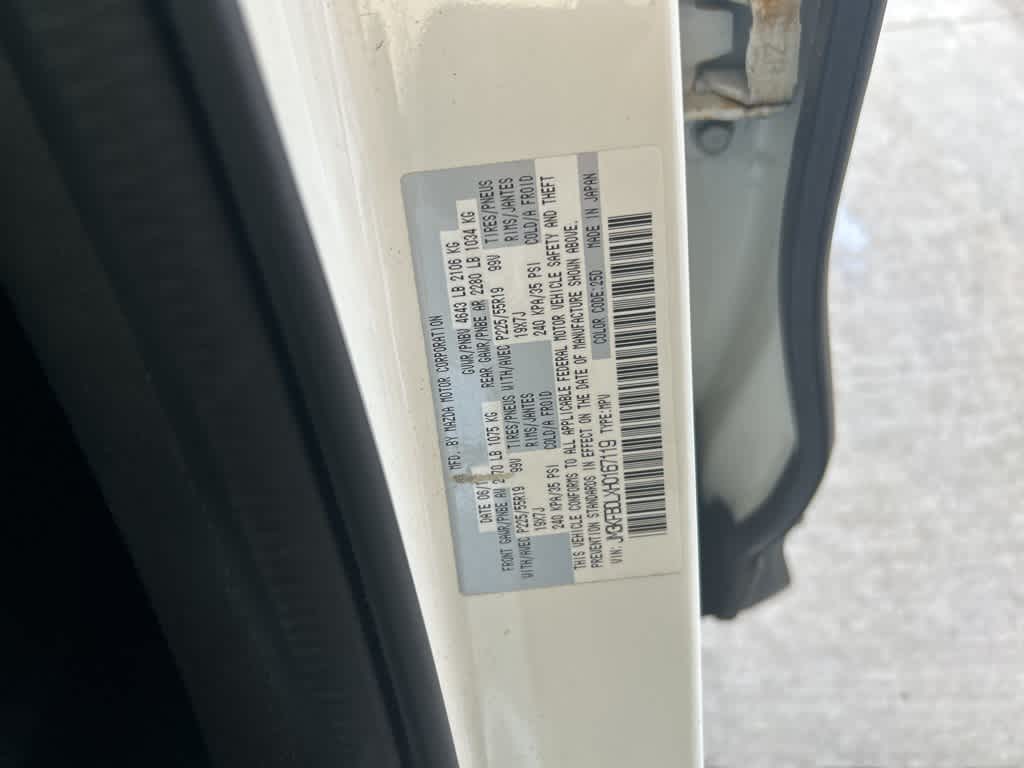 MFD. BY MAZDA MOTOR CORPORATION
DATE 06/1 GVWR/PNBV 4643 LB 2106 KG
FRONT GAWR/PNBE AV 2370 LB 1075 KG REAR GAWR/PNBE AR 2280 LB 1034 KG
WITH/AVEC P225/55R19 99V TIRES/PNEUS WITH/AVEC P225/55R19 99V TIRES/PNEUS
19X7J RIMS/JANTES 19X7J RIMS/JANTES
240 KPA/35 PSI COLD/A FROID 240 KPA/35 PSI COLD/A FROID
THIS VEHICLE CONFORMS TO ALL APPLICABLE FEDERAL MOTOR VEHICLE SAFETY AND THEFT
PREVENTION STANDARDS IN EFFECT ON THE DATE OF MANUFACTURE SHOWN ABOVE.
VIN: JM3KFBDLXH0167119 TYPE:MPV COLOR CODE:25D MADE IN JAPAN